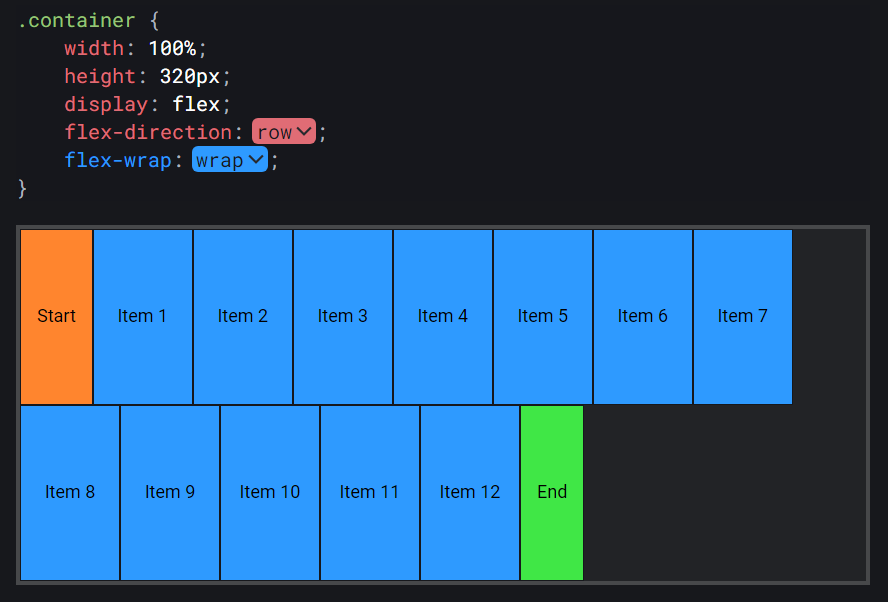 .container {
    width: 100%;
    height: 320px;
    display: flex;
    flex-direction: row;
    flex-wrap: wrap;
}
Start Item 1 Item 2 Item 3 Item 4 Item 5 Item 6 Item 7
Item 8 Item 9 Item 10 Item 11 Item 12 End